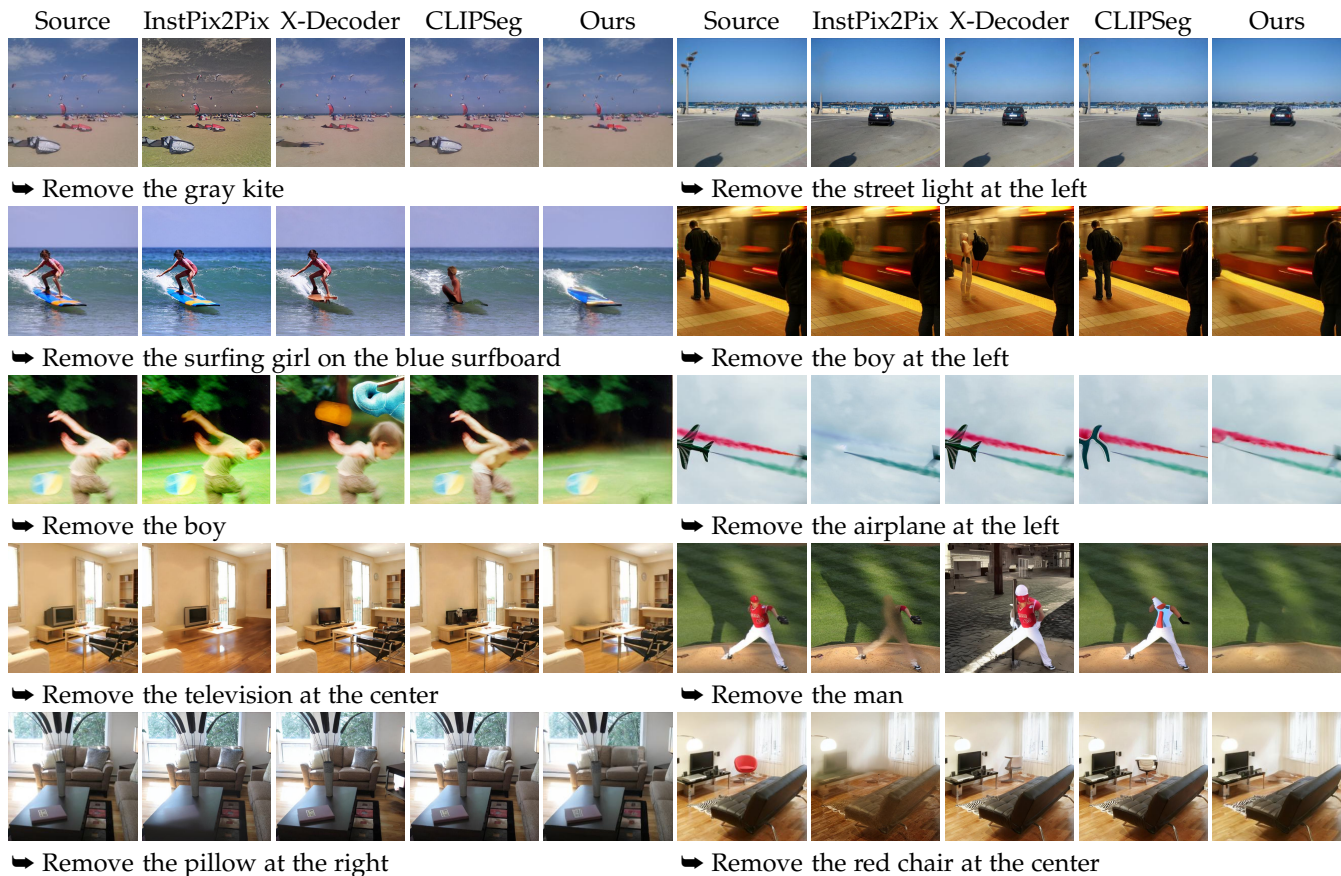 Source InstPix2Pix X-Decoder CLIPSeg Ours Source InstPix2Pix X-Decoder CLIPSeg Ours
➥ Remove the gray kite
➥ Remove the street light at the left
➥ Remove the surfing girl on the blue surfboard
➥ Remove the boy at the left
➥ Remove the boy
➥ Remove the airplane at the left
➥ Remove the television at the center
➥ Remove the man
➥ Remove the pillow at the right
➥ Remove the red chair at the center